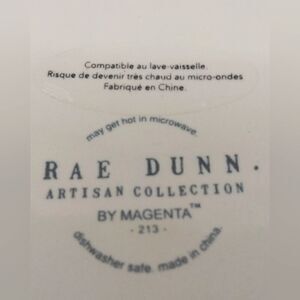 Compatible au lave-vaisselle.
Risque de devenir très chaud au micro-ondes
Fabriqué en Chine.
may get hot in microwave.
RAE DUNN.
ARTISAN COLLECTION
BY MAGENTA™
- 213 -
dishwasher safe. made in china.